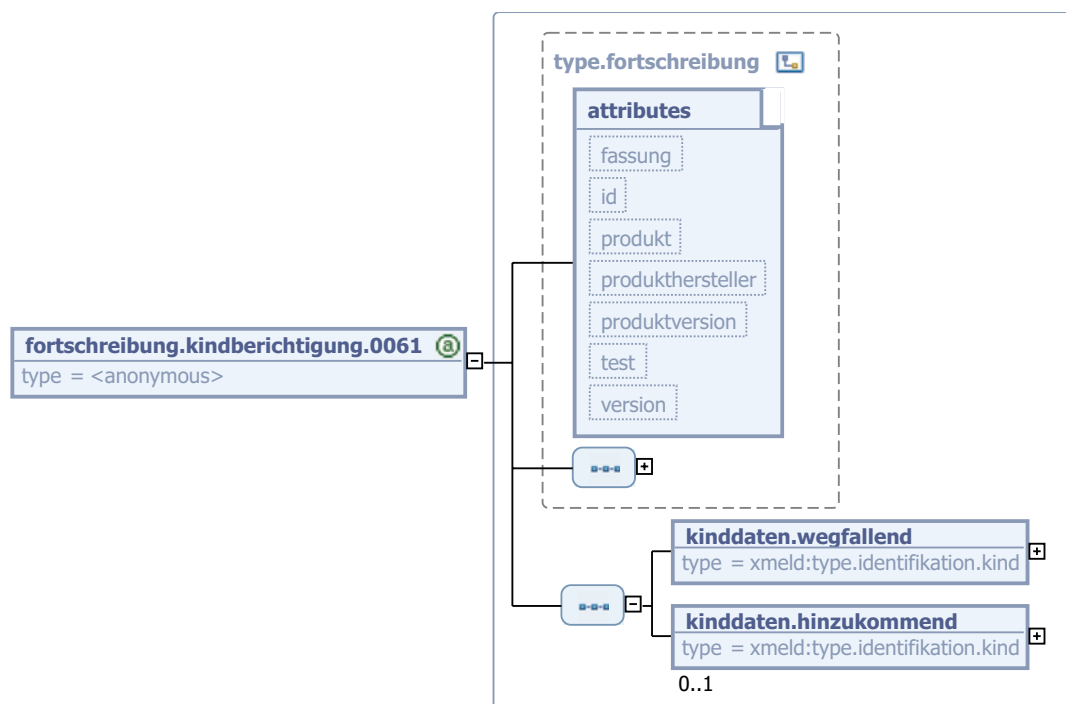 type.fortschreibung
attributes
fassung
id
produkt
produkthersteller
produktversion
test
version
fortschreibung.kindberichtigung.0061
type = <anonymous>
kinddaten.wegfallend
type = xmeld:type.identifikation.kind
kinddaten.hinzukommend
type = xmeld:type.identifikation.kind
0..1